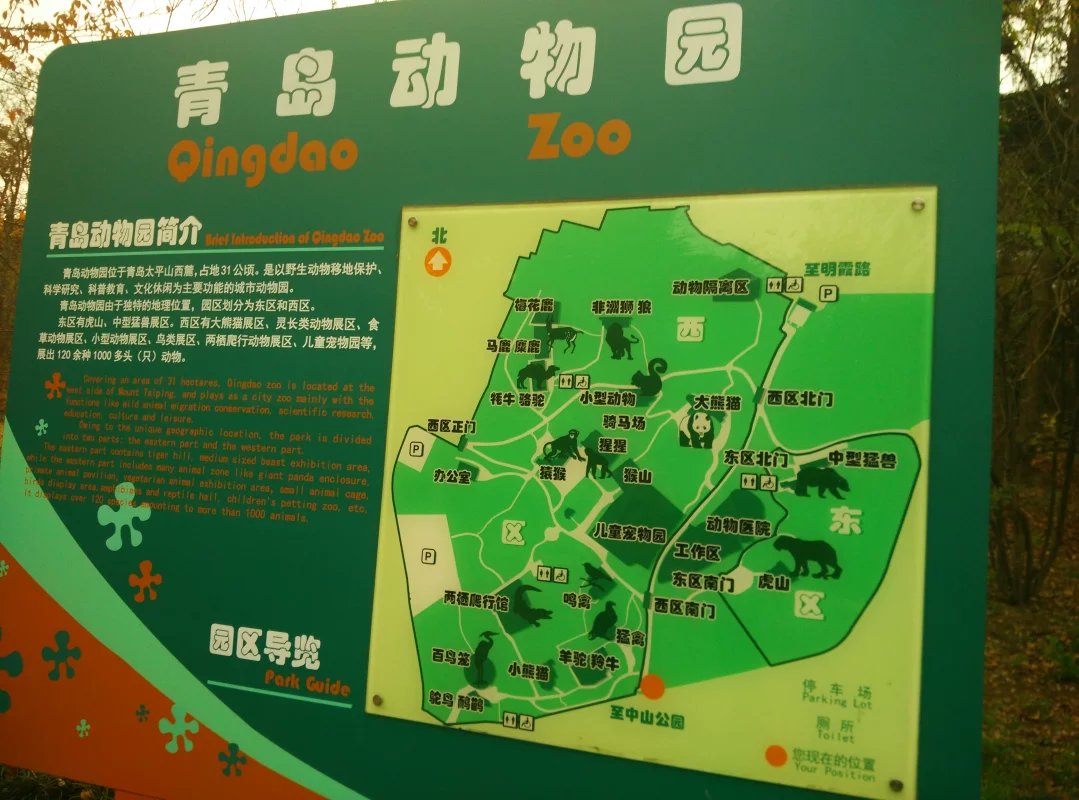 青岛动物园
Qingdao Zoo
青岛动物园简介 Brief Introduction of Qingdao Zoo
青岛动物园位于青岛太平山西麓,占地31公顷。是以野生动物移地保护、
科学研究、科普教育、文化休闲为主要功能的城市动物园。
青岛动物园由于独特的地理位置,园区划分为东区和西区。
东区有虎山、中型猛兽展区。西区有大熊猫展区、灵长类动物展区、食
草动物展区、小型动物展区、鸟类展区、两栖爬行动物展区、儿童宠物园等,
展出120余种1000多头(只)动物。
Covering an area of 31 hectares, Qingdao zoo is located at the
west side of Mount Taiping, and plays as a city zoo mainly with the
functions like wild animal migration conservation, scientific research,
education, culture and leisure.
Owing to the unique geographic location, the park is divided
into two parts: the eastern part and the western part.
The eastern part contains tiger hill, medium sized beast exhibition area,
while the western part includes many animal zone like giant panda enclosure,
primate animal pavilion, vegetarian animal exhibition area, small animal cage,
birds display area, amphibians and reptile hall, children's petting zoo, etc.
It displays over 120 species amounting to more than 1000 animals.
园区导览
Park Guide
北
至明霞路
P
动物隔离区
梅花鹿
非洲狮 狼
西
马鹿 麋鹿
牦牛 骆驼
小型动物
大熊猫
西区北门
骑马场
西区正门
P
猩猩
东区北门
中型猛兽
办公室
猿猴
猴山
东
区
儿童宠物园
动物医院
P
工作区
东区南门
虎山
区
两栖爬行馆
鸣禽
西区南门
猛禽
百鸟笼
小熊猫
羊驼 羚牛
鸵鸟 鸸鹋
至中山公园
停车场
Parking Lot
厕所
Toilet
您现在的位置
Your Position